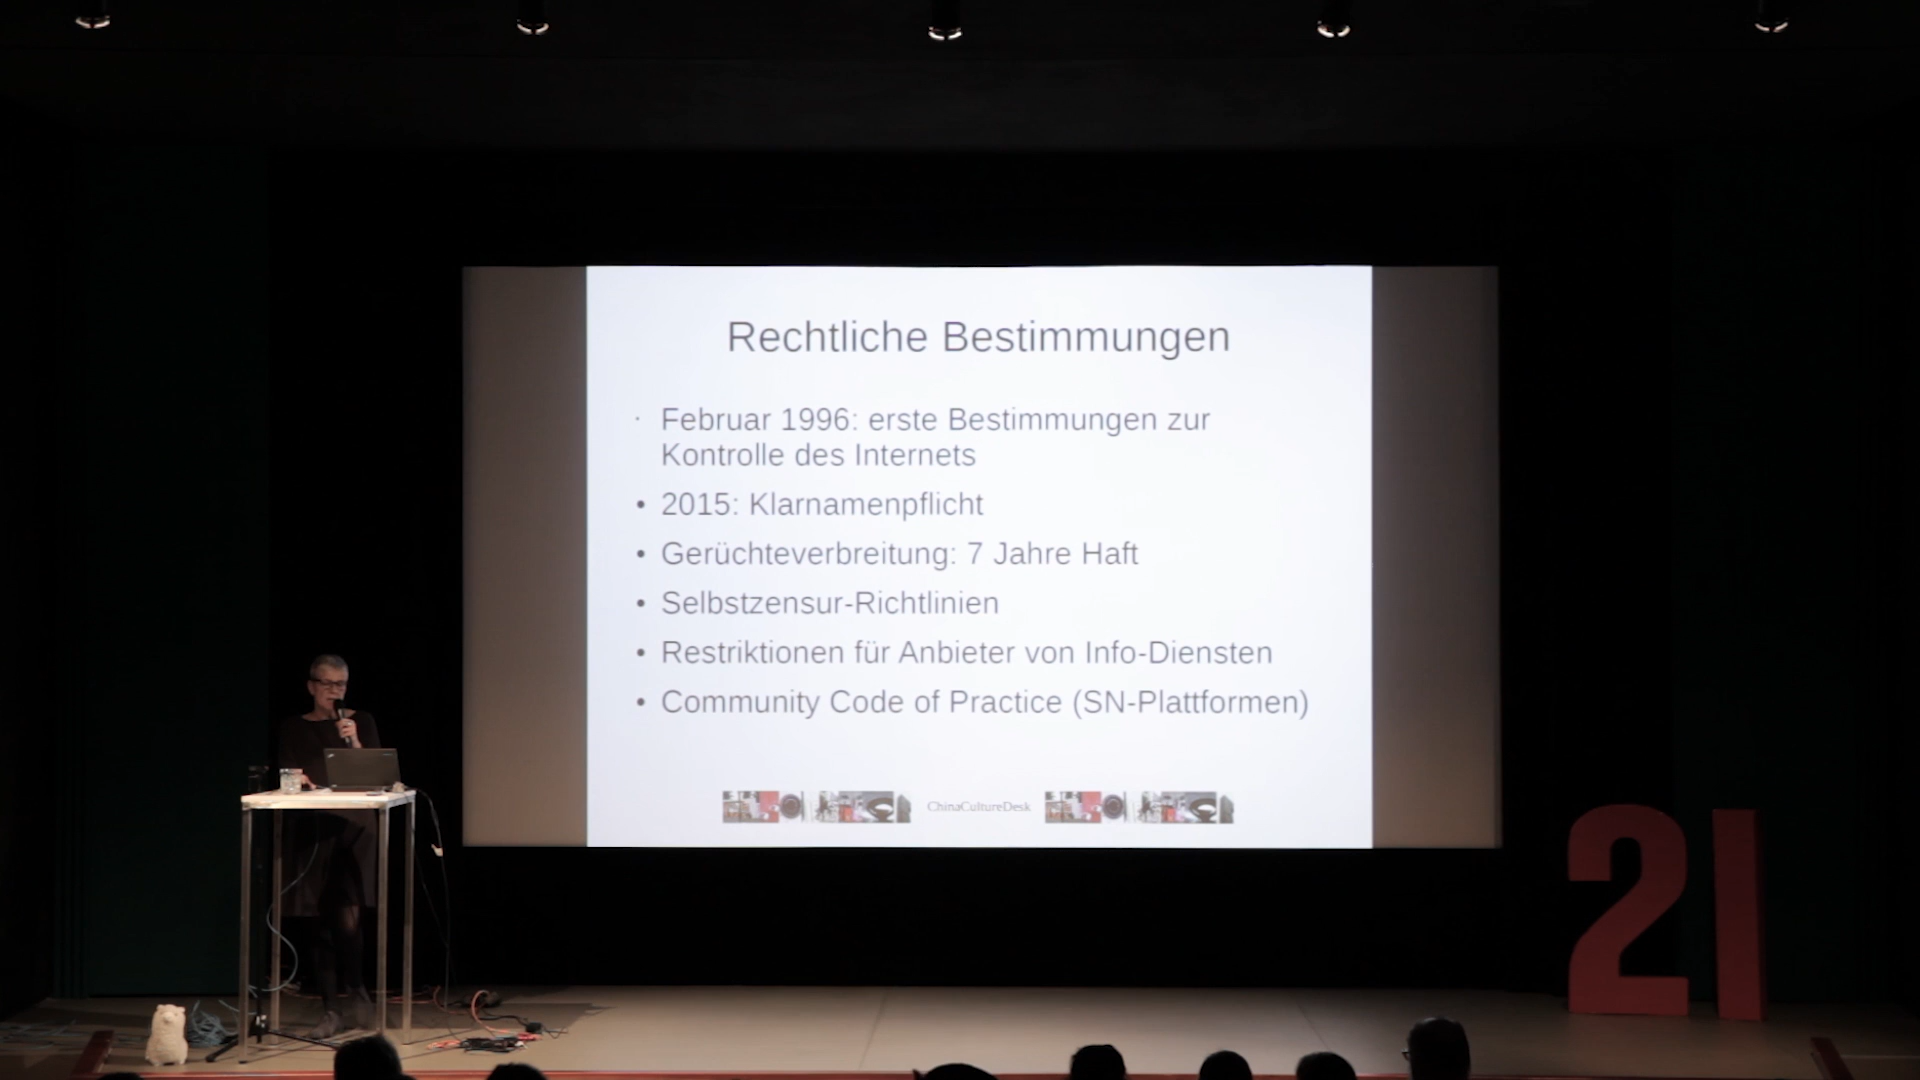 Rechtliche Bestimmungen
· Februar 1996: erste Bestimmungen zur
Kontrolle des Internets
• 2015: Klarnamenpflicht
• Gerüchteverbreitung: 7 Jahre Haft
• Selbstzensur-Richtlinien
• Restriktionen für Anbieter von Info-Diensten
• Community Code of Practice (SN-Plattformen)
ChinaCultureDesk
21